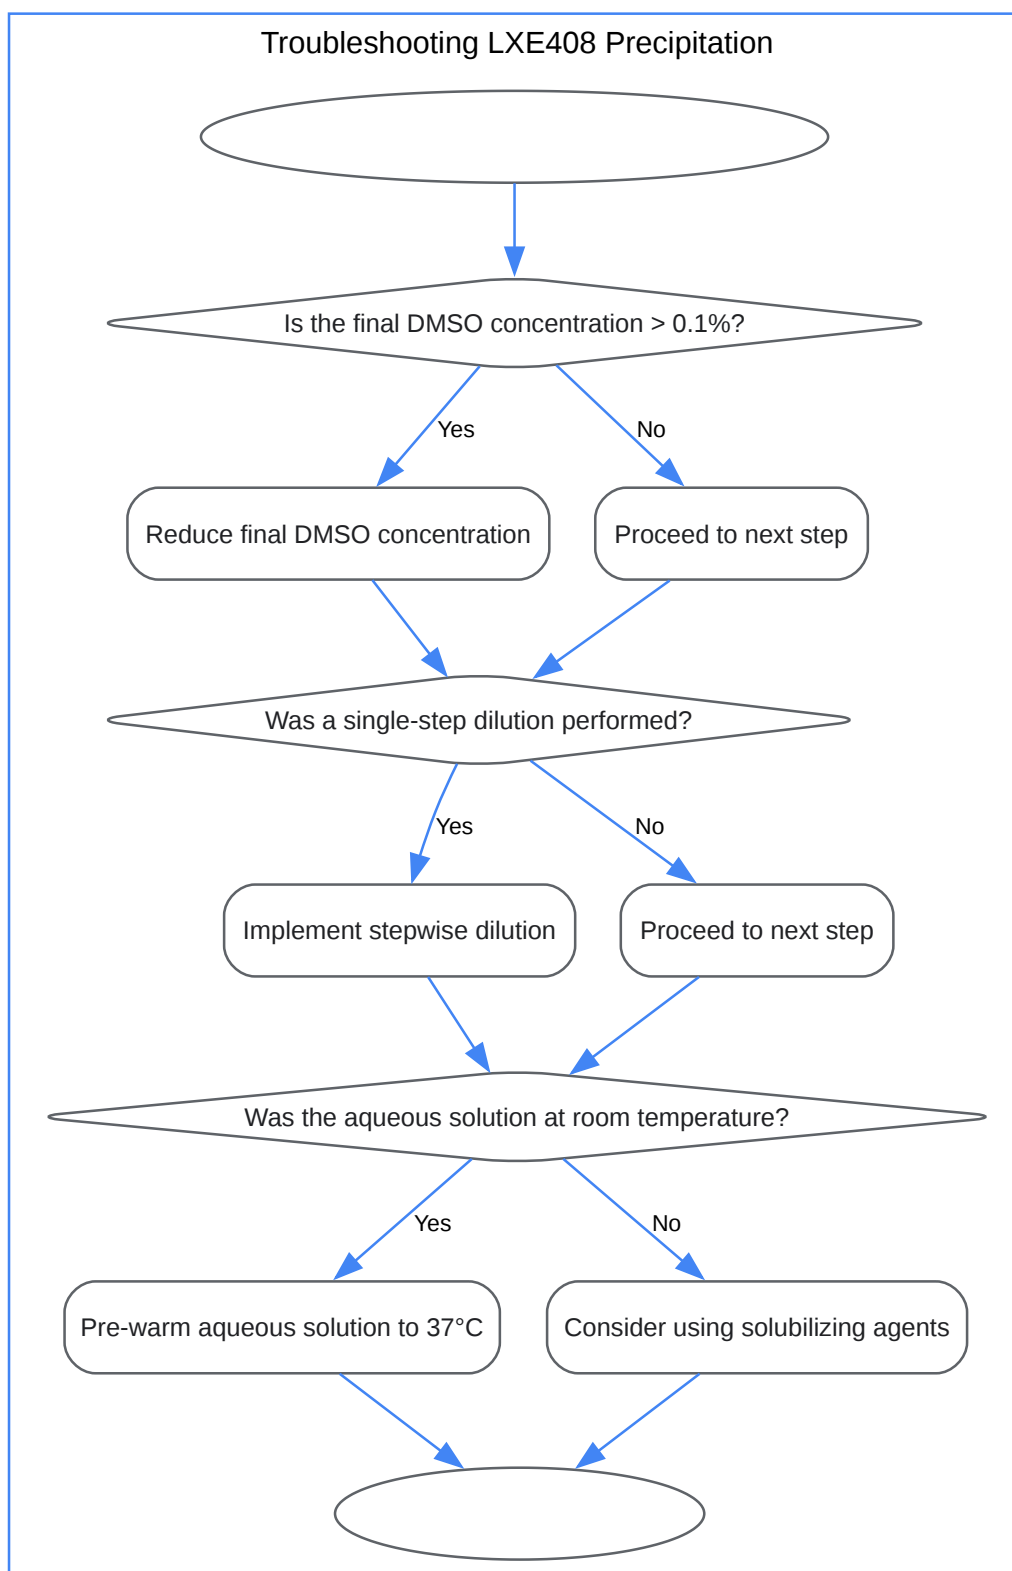 Troubleshooting LXE408 Precipitation
Is the final DMSO concentration > 0.1%?
Yes
No
Reduce final DMSO concentration
Proceed to next step
Was a single-step dilution performed?
Yes
No
Implement stepwise dilution
Proceed to next step
Was the aqueous solution at room temperature?
Yes
No
Pre-warm aqueous solution to 37°C
Consider using solubilizing agents